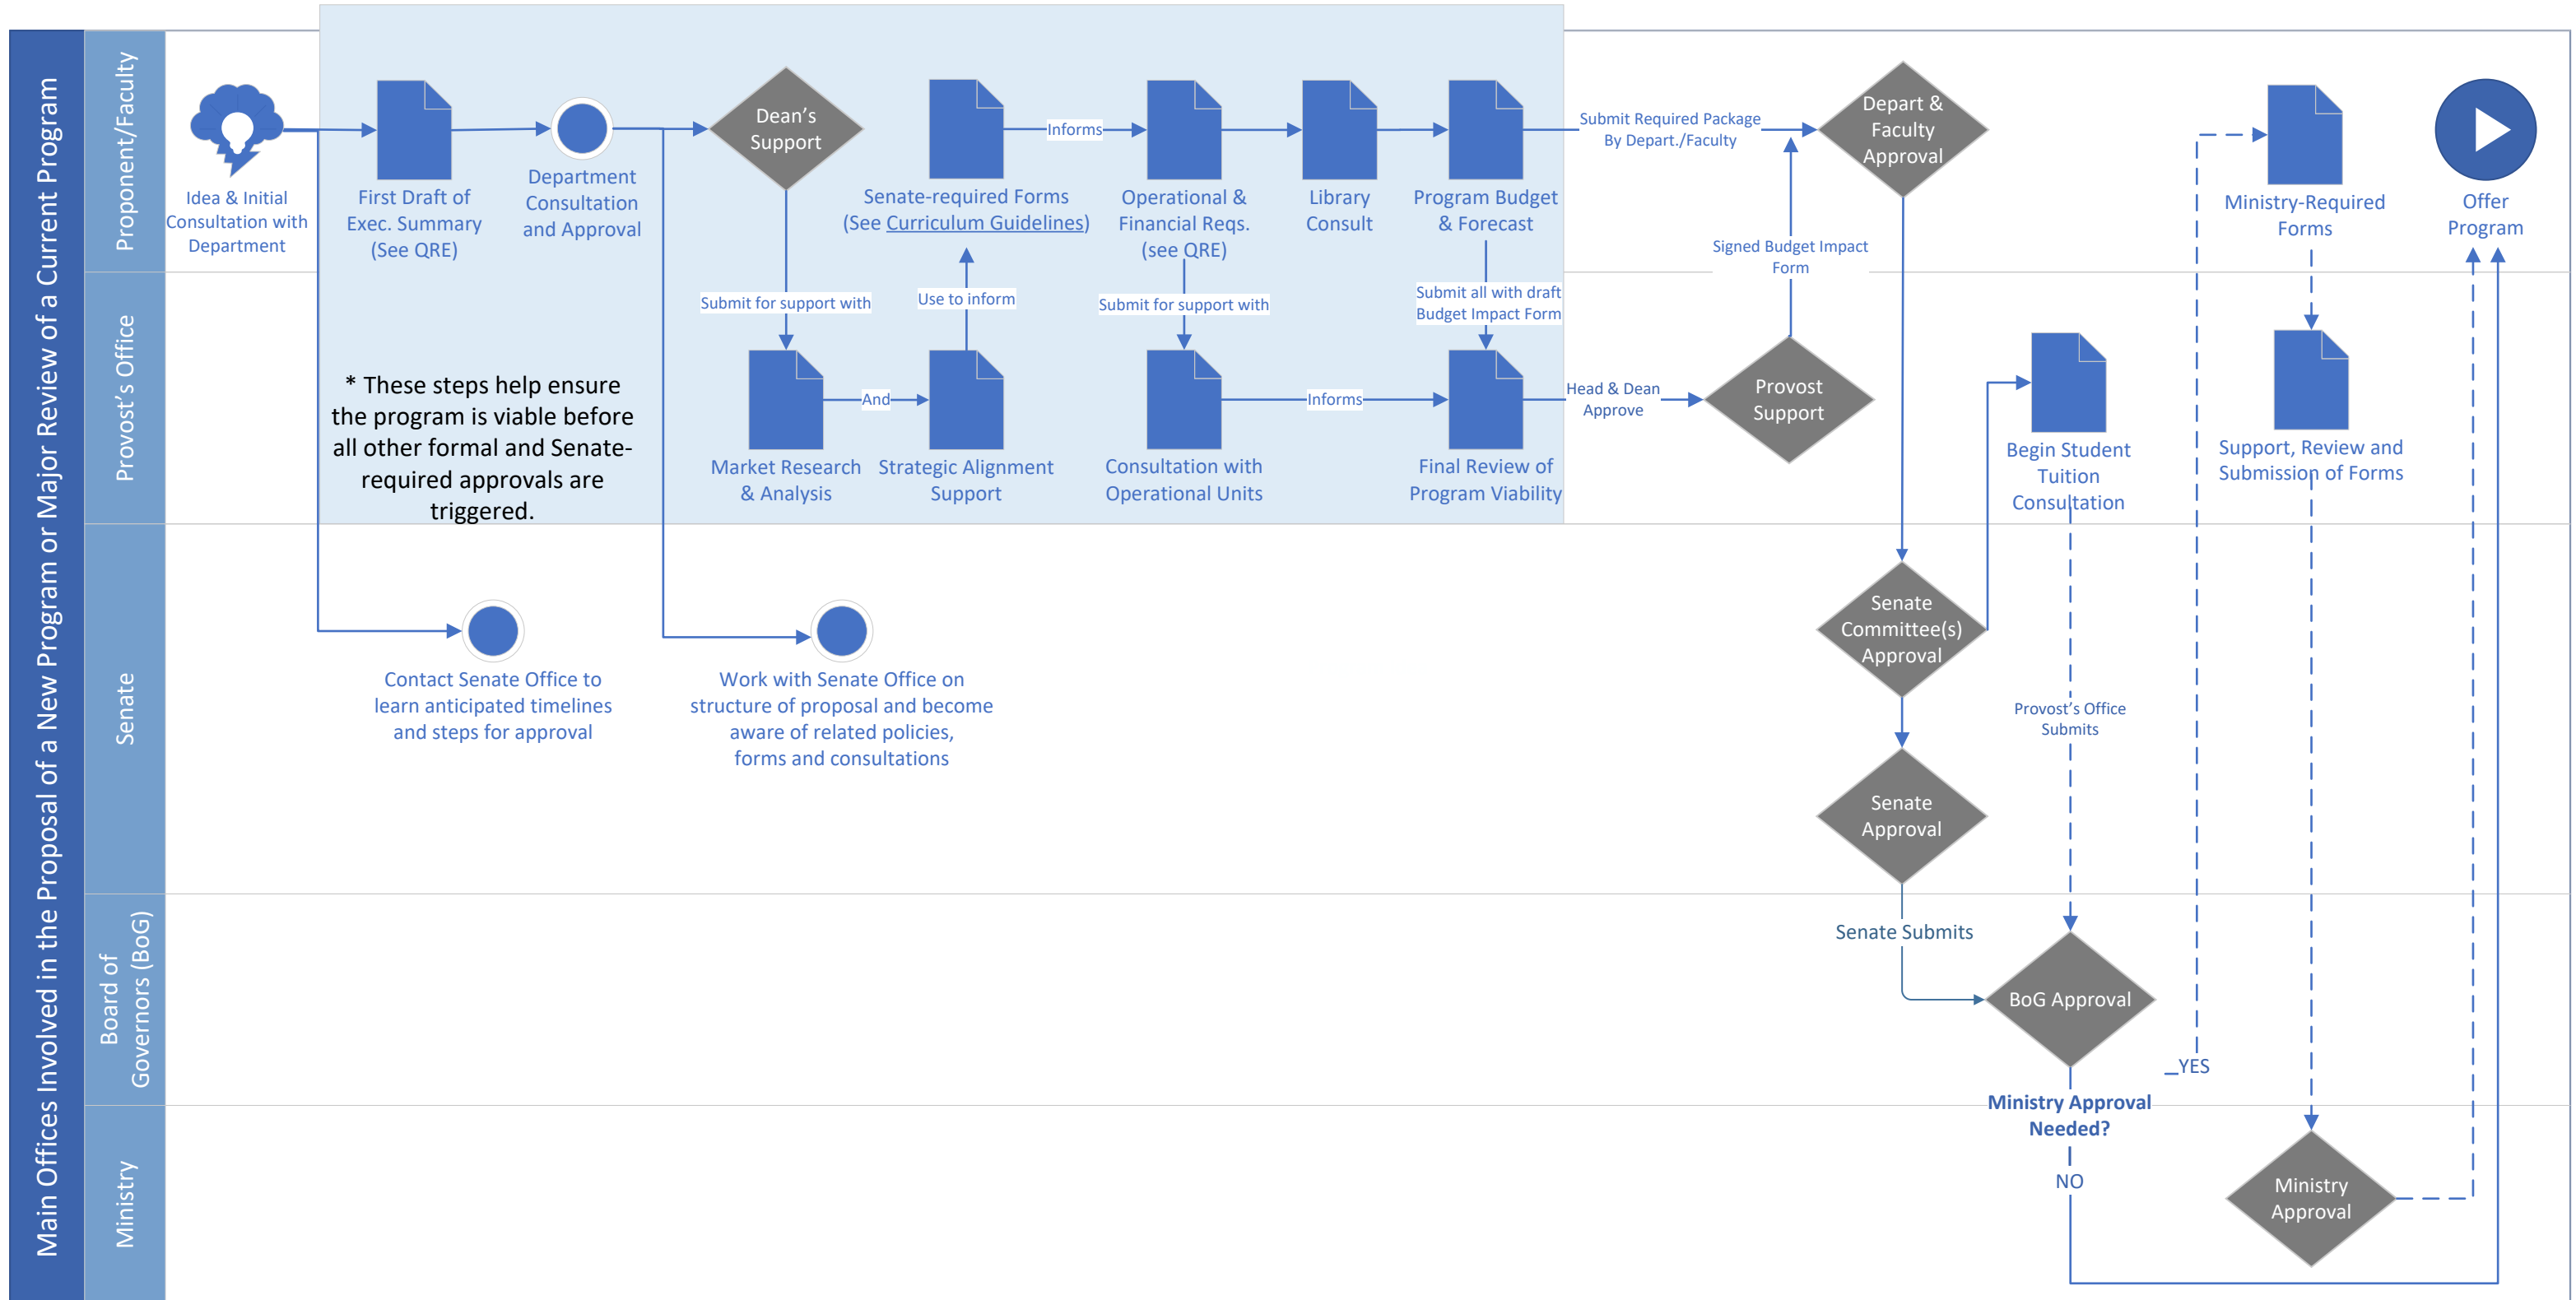 Main Offices Involved in the Proposal of a New Program or Major Review of a Current Program
Proponent/Faculty
Idea & Initial
Consultation with
Department
First Draft of
Exec. Summary
(See QRE)
Department
Consultation
and Approval
Dean's
Support
Senate-required Forms
(See Curriculum Guidelines)
Informs
Operational &
Financial Reqs.
(see QRE)
Library
Consult
Program Budget
& Forecast
Submit Required Package
By Depart./Faculty
Depart &
Faculty
Approval
Ministry-Required
Forms
Offer
Program
Signed Budget Impact
Form
Submit for support with
Use to inform
Submit for support with
Submit all with draft
Budget Impact Form
Provost's Office
* These steps help ensure
the program is viable before
all other formal and Senate-
required approvals are
triggered.
Market Research
& Analysis
And
Strategic Alignment
Support
Consultation with
Operational Units
Informs
Final Review of
Program Viability
Head & Dean
Approve
Provost
Support
Begin Student
Tuition
Consultation
Support, Review and
Submission of Forms
Senate
Contact Senate Office to
learn anticipated timelines
and steps for approval
Work with Senate Office on
structure of proposal and become
aware of related policies,
forms and consultations
Senate
Committee(s)
Approval
Provost's Office
Submits
Senate
Approval
Board of
Governors (BoG)
Senate Submits
BoG Approval
_YES
Ministry Approval
Needed?
NO
Ministry
Ministry
Approval